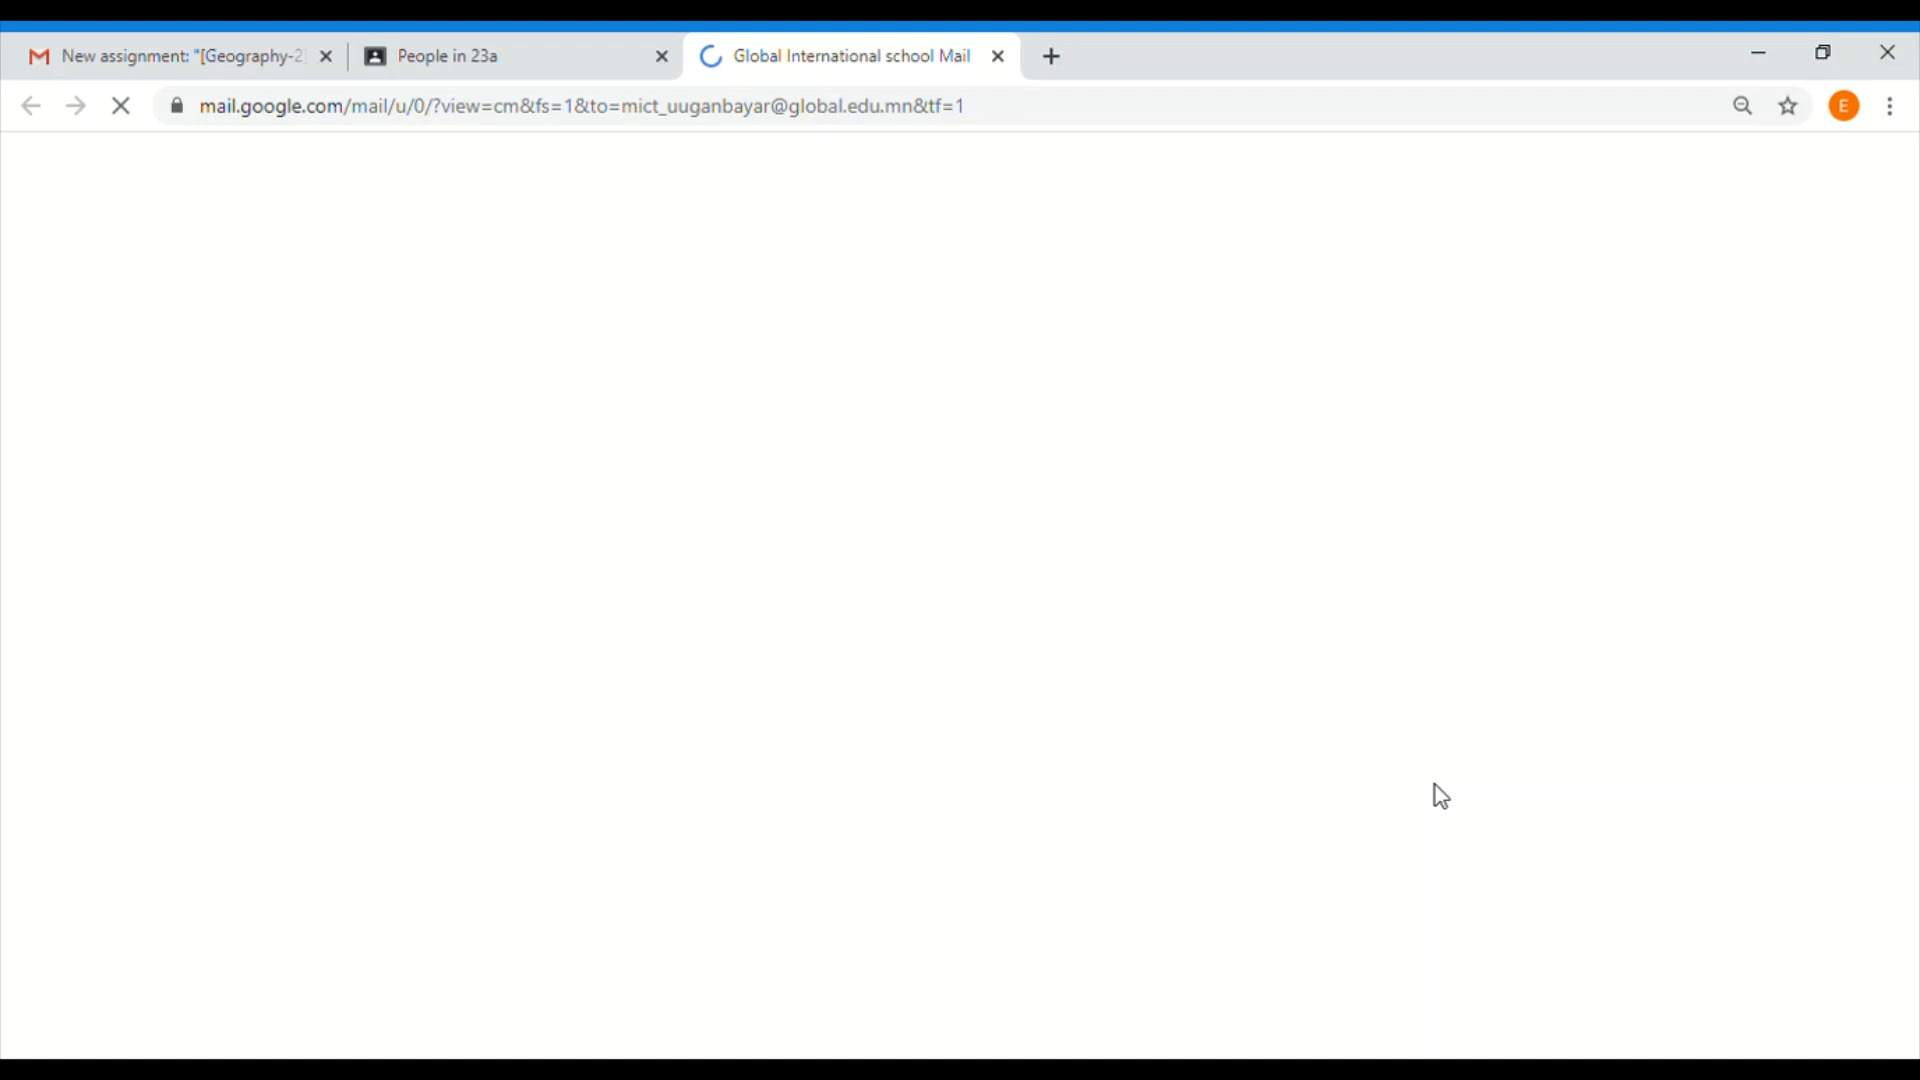 New assignment: "[Geography-2]
People in 23a
Global International school Mail
mail.google.com/mail/u/0/?view=cm&fs=1&to=mict_uuganbayar@global.edu.mn&tf=1
E